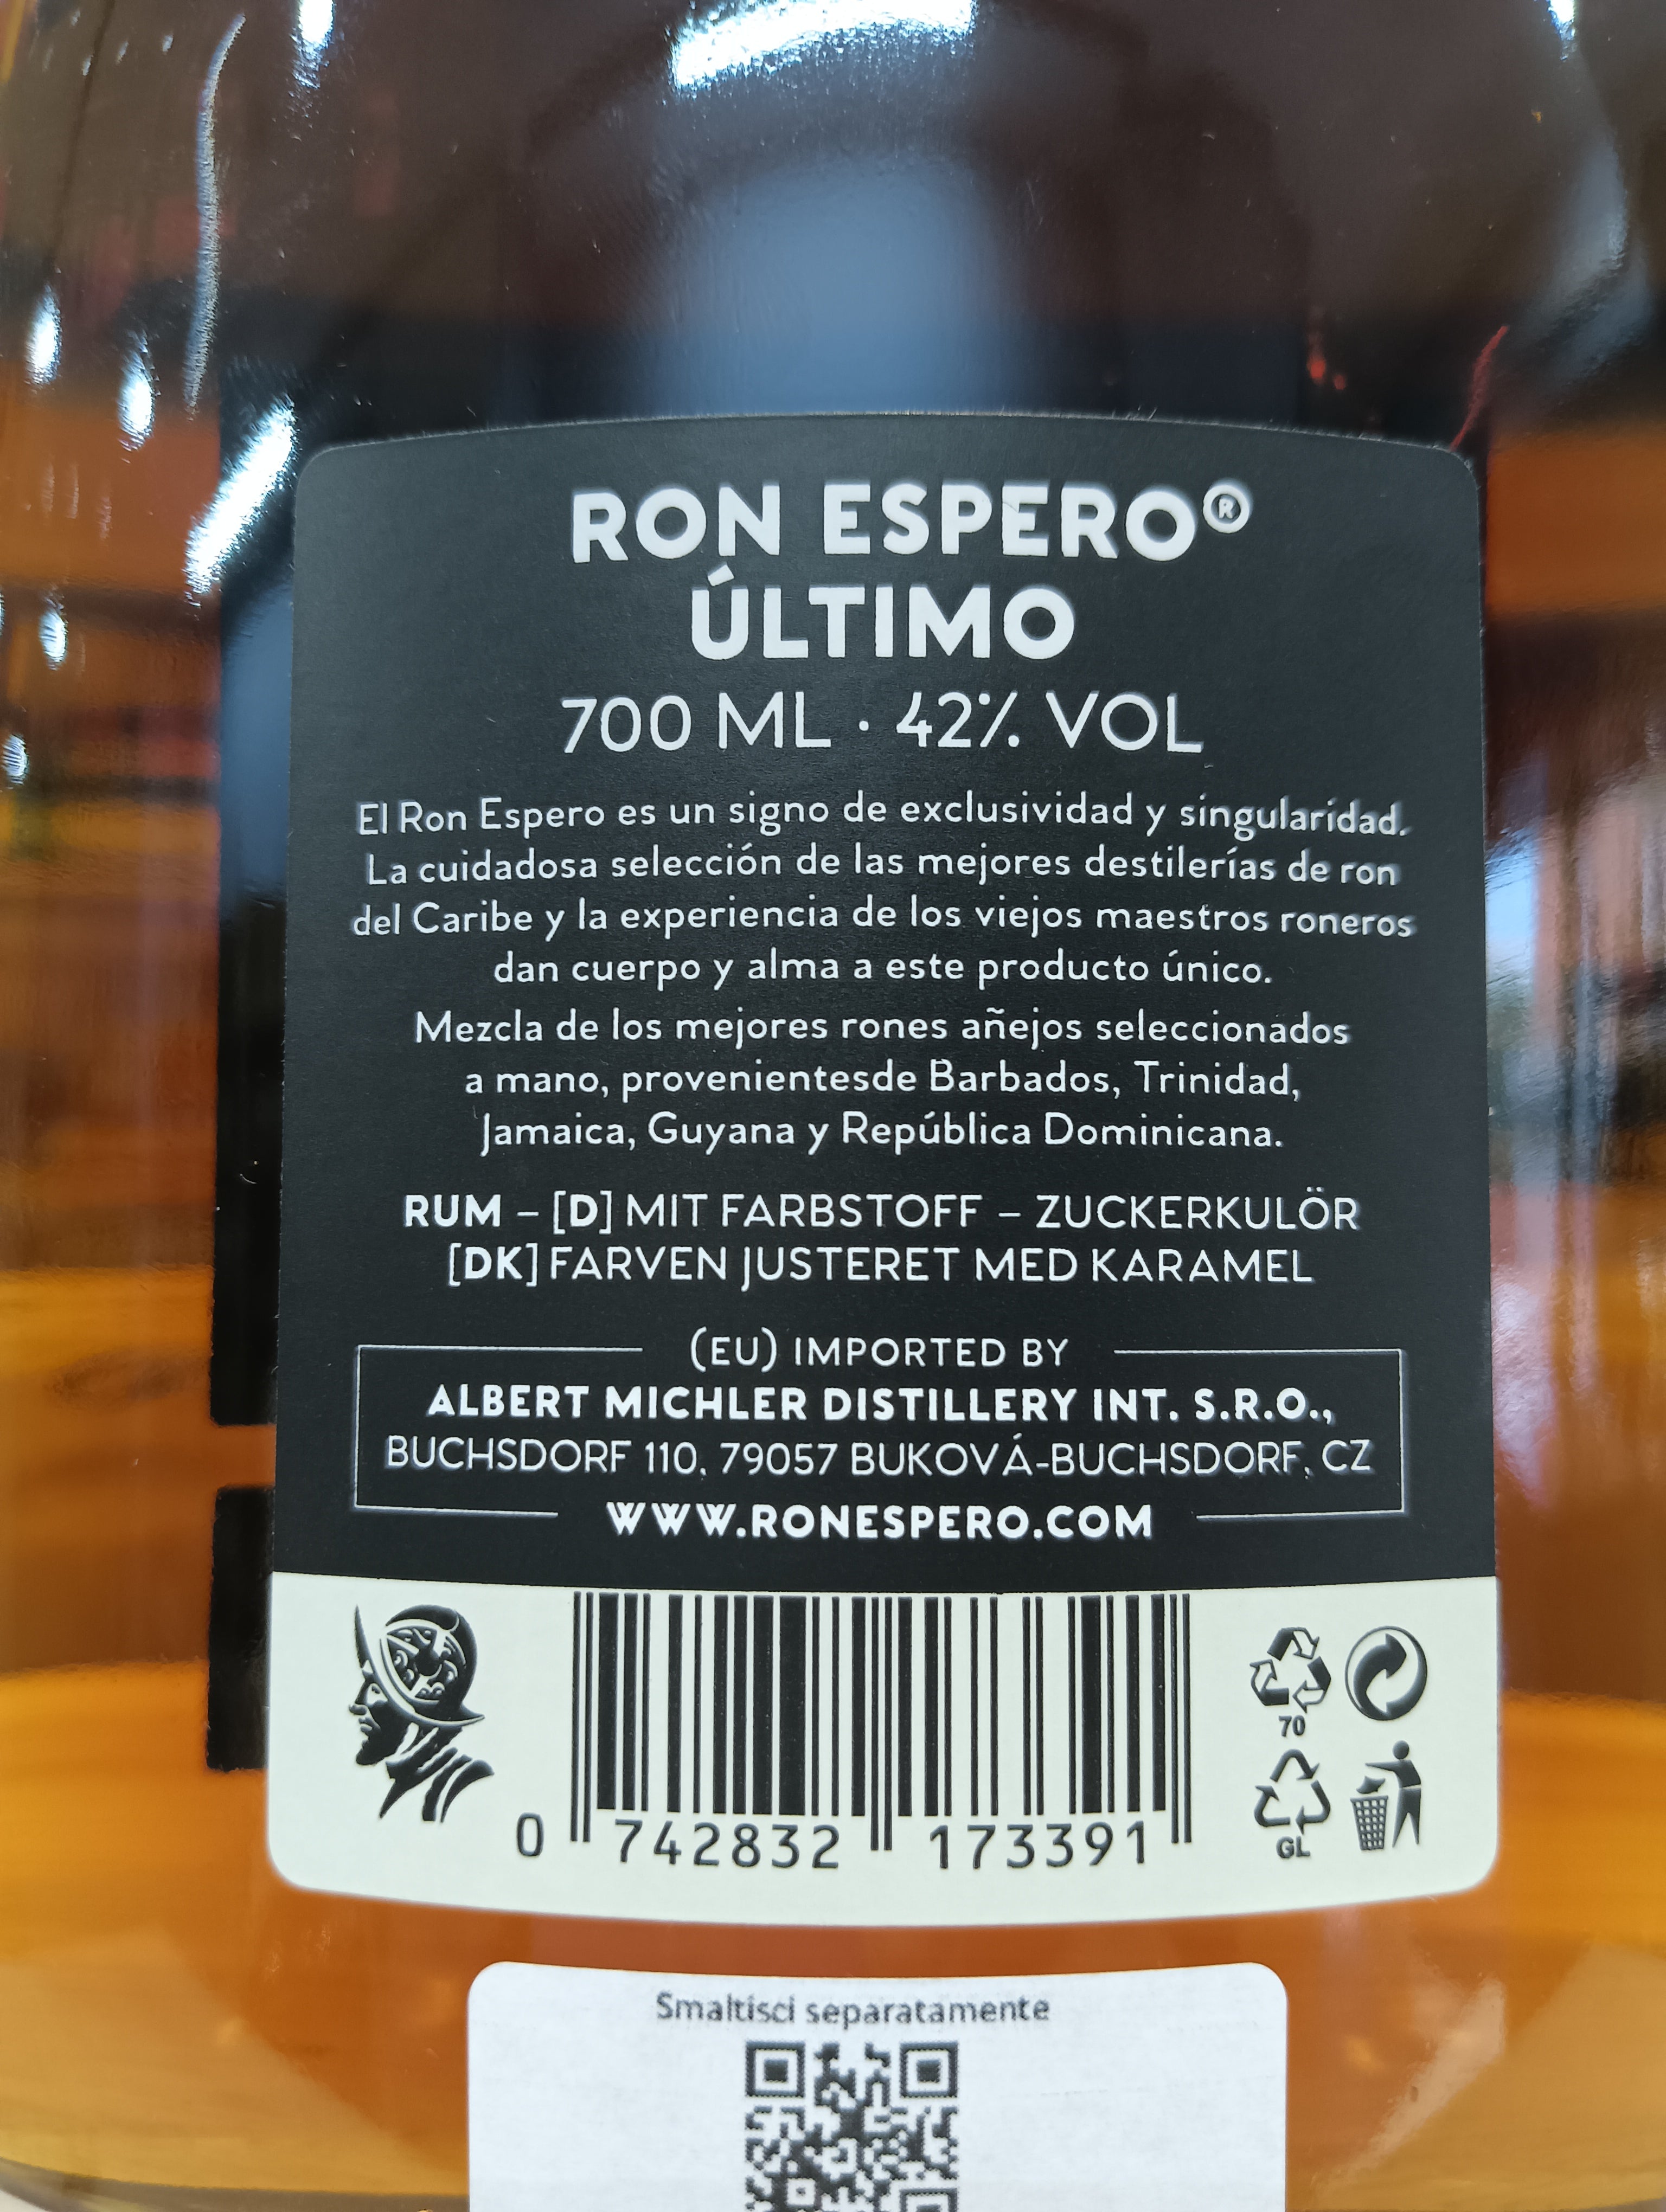 RON ESPERO®
ÚLTIMO
700 ML · 42% VOL
El Ron Espero es un signo de exclusividad y singularidad.
La cuidadosa selección de las mejores destilerías de ron
del Caribe y la experiencia de los viejos maestros roneros
dan cuerpo y alma a este producto único.
Mezcla de los mejores rones añejos seleccionados
a mano, provenientesde Barbados, Trinidad,
Jamaica, Guyana y República Dominicana.
RUM – [D] MIT FARBSTOFF – ZUCKERKULÖR
[DK] FARVEN JUSTERET MED KARAMEL
(EU) IMPORTED BY
ALBERT MICHLER DISTILLERY INT. S.R.O.,
BUCHSDORF 110, 79057 BUKOVÁ-BUCHSDORF, CZ
WWW.RONESPERO.COM
70
GL
0 742832 173391
Smaltisci separatamente